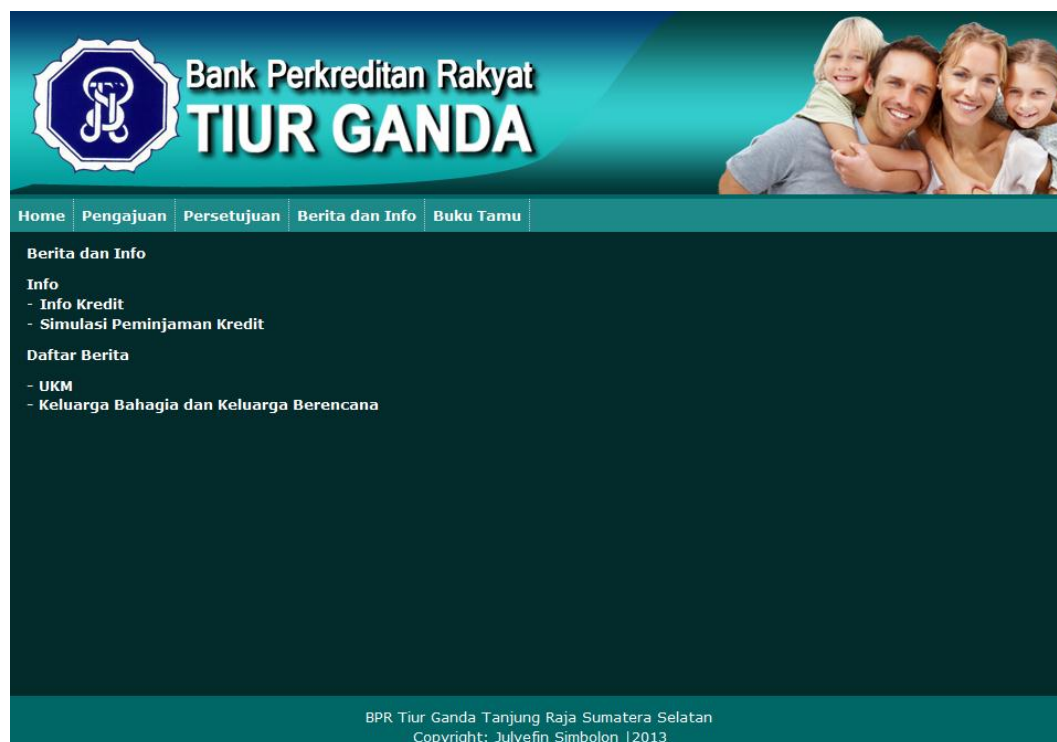 Bank Perkreditan Rakyat
TIUR GANDA
Home Pengajuan Persetujuan Berita dan Info Buku Tamu
Berita dan Info
Info
- Info Kredit
- Simulasi Peminjaman Kredit
Daftar Berita
- UKM
- Keluarga Bahagia dan Keluarga Berencana
BPR Tiur Ganda Tanjung Raja Sumatera Selatan
Copyright: Julyefin Simbolon |2013